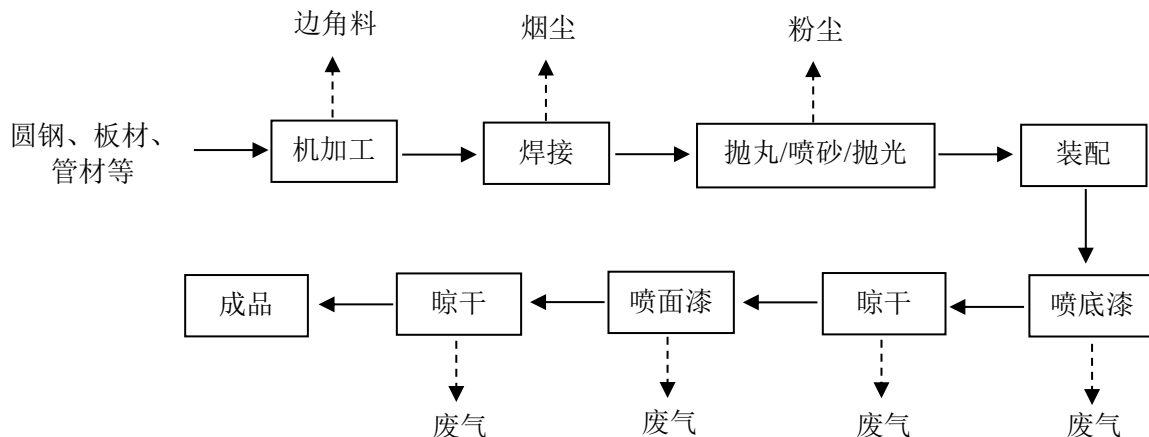 边角料
烟尘
粉尘
圆钢、板材、
管材等
机加工
焊接
抛丸/喷砂/抛光
装配
成品
晾干
喷面漆
晾干
喷底漆
废气
废气
废气
废气